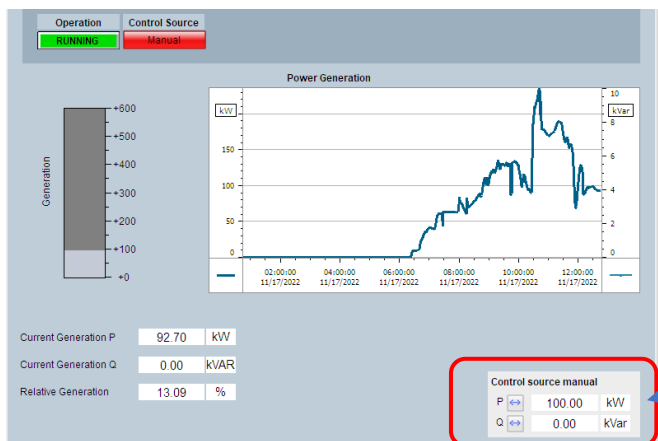 Operation Control Source
RUNNING Manual
Power Generation
kW
kVar
Generation
+600
+500
+400
+300
+200
+100
+0
150
100
50
0
10
8
6
4
2
0
02:00:00 04:00:00 06:00:00 08:00:00 10:00:00 12:00:00
11/17/2022 11/17/2022 11/17/2022 11/17/2022 11/17/2022 11/17/2022
Current Generation P 92.70 kW
Current Generation Q 0.00 kVAR
Relative Generation 13.09 %
Control source manual
P 100.00 kW
Q 0.00 kVar